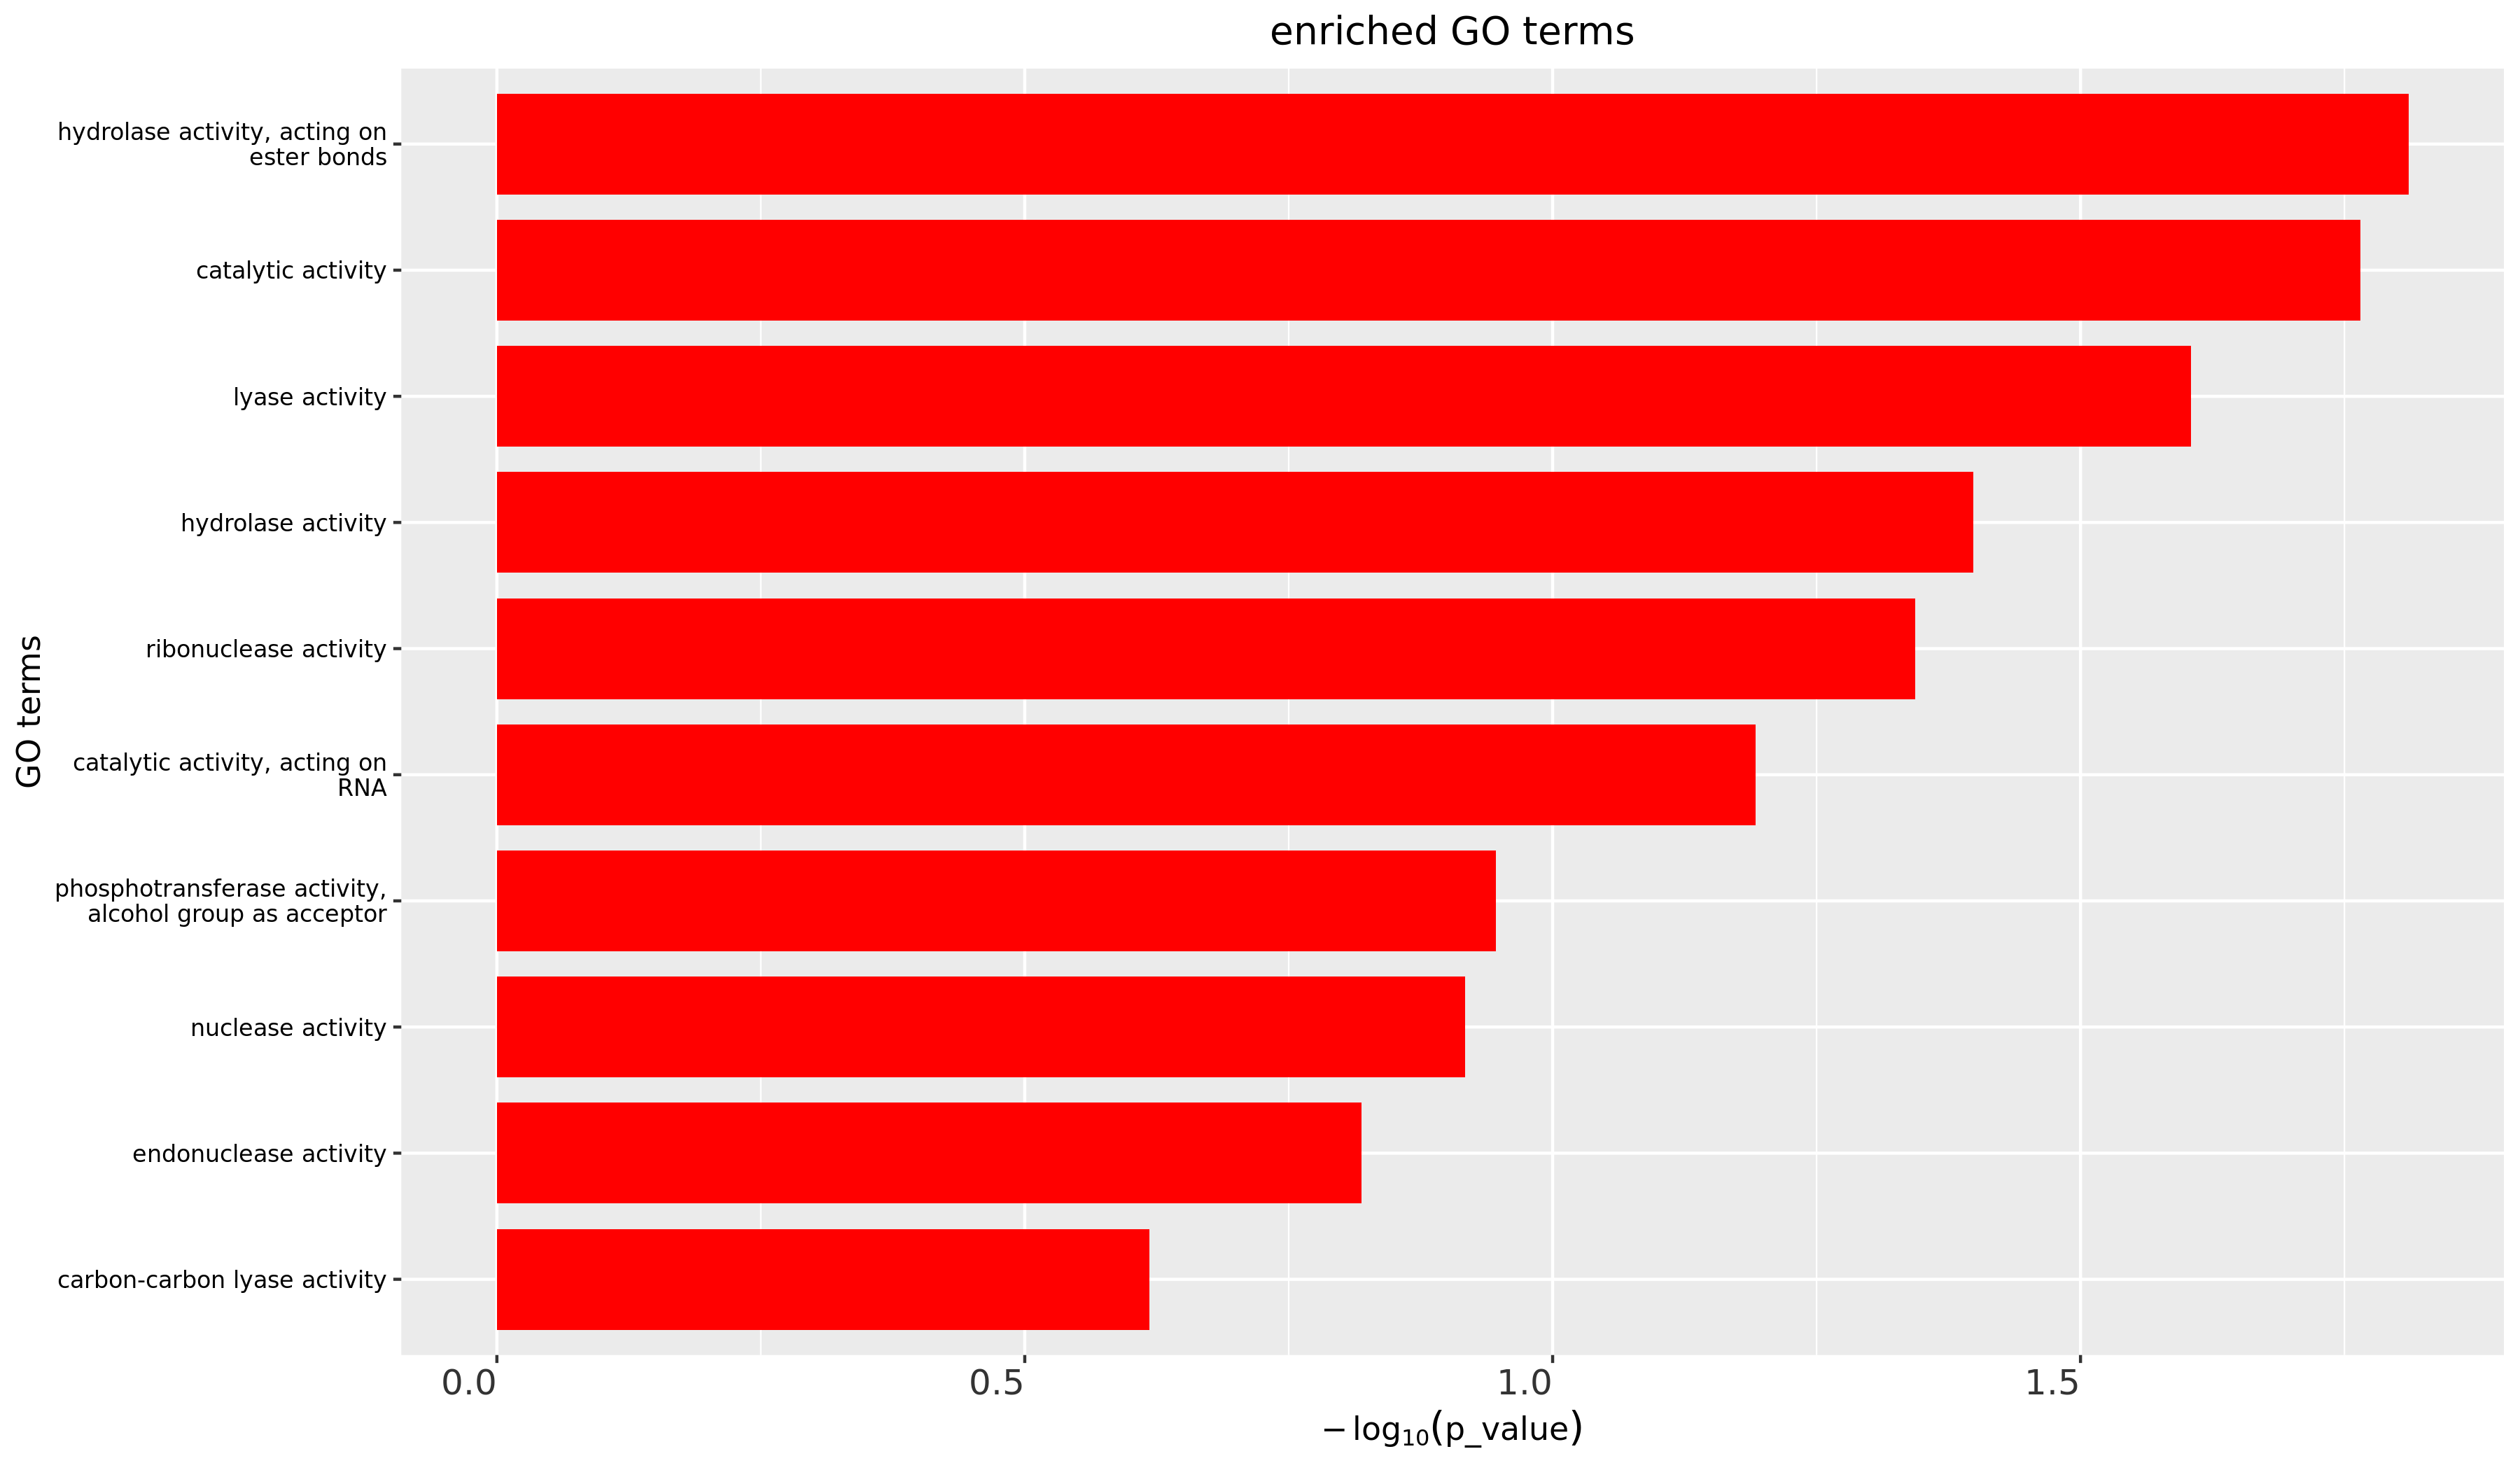 enriched GO terms
hydrolase activity, acting on
ester bonds
catalytic activity
lyase activity
hydrolase activity
ribonuclease activity
catalytic activity, acting on
RNA
phosphotransferase activity,
alcohol group as acceptor
nuclease activity
endonuclease activity
carbon-carbon lyase activity
GO terms
0.0 0.5 1.0 1.5
−log₁₀(p_value)